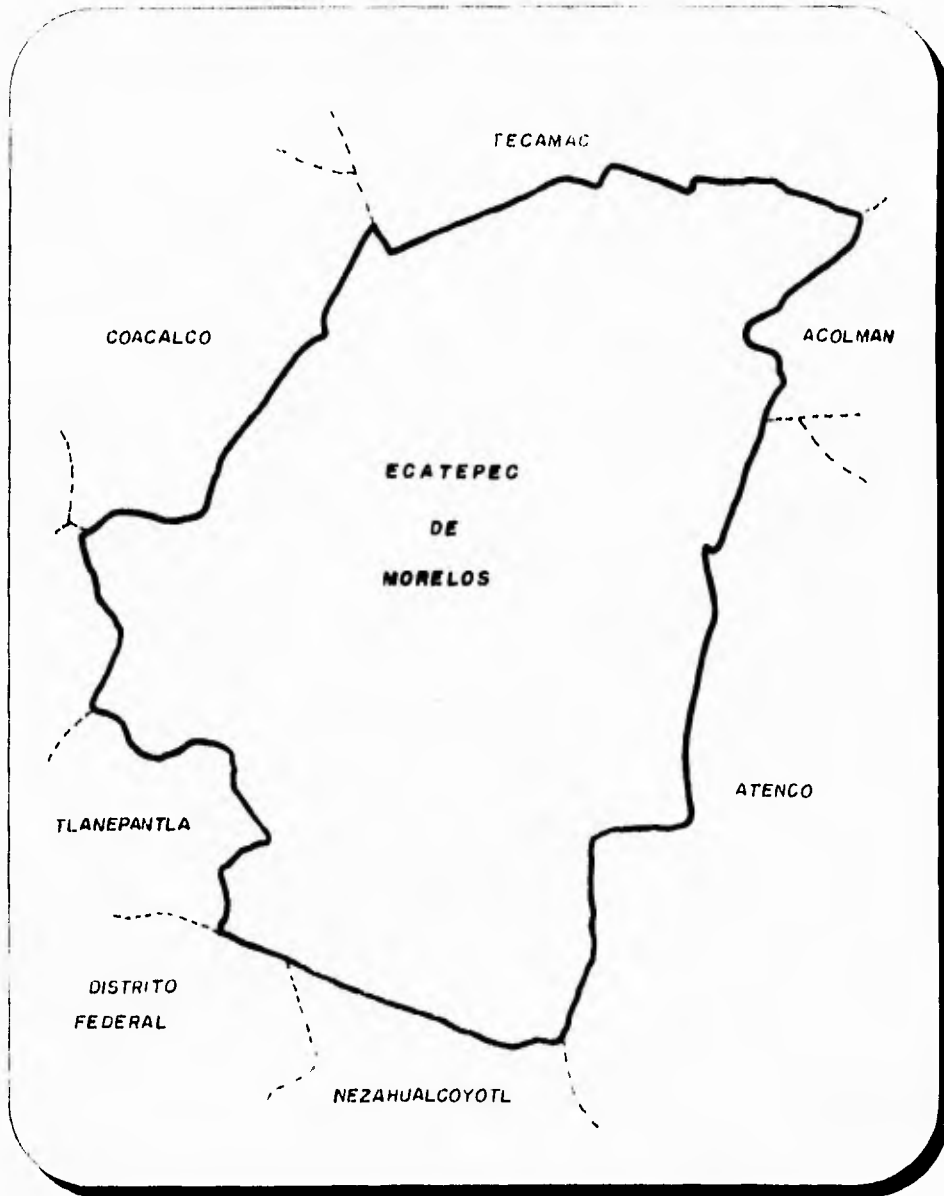 TECAMAC
COACALCO
ACOLMAN
ECATEPEC
DE
MORELOS
ATENCO
TLANEPANTLA
DISTRITO
FEDERAL
NEZAHUALCOYOTL